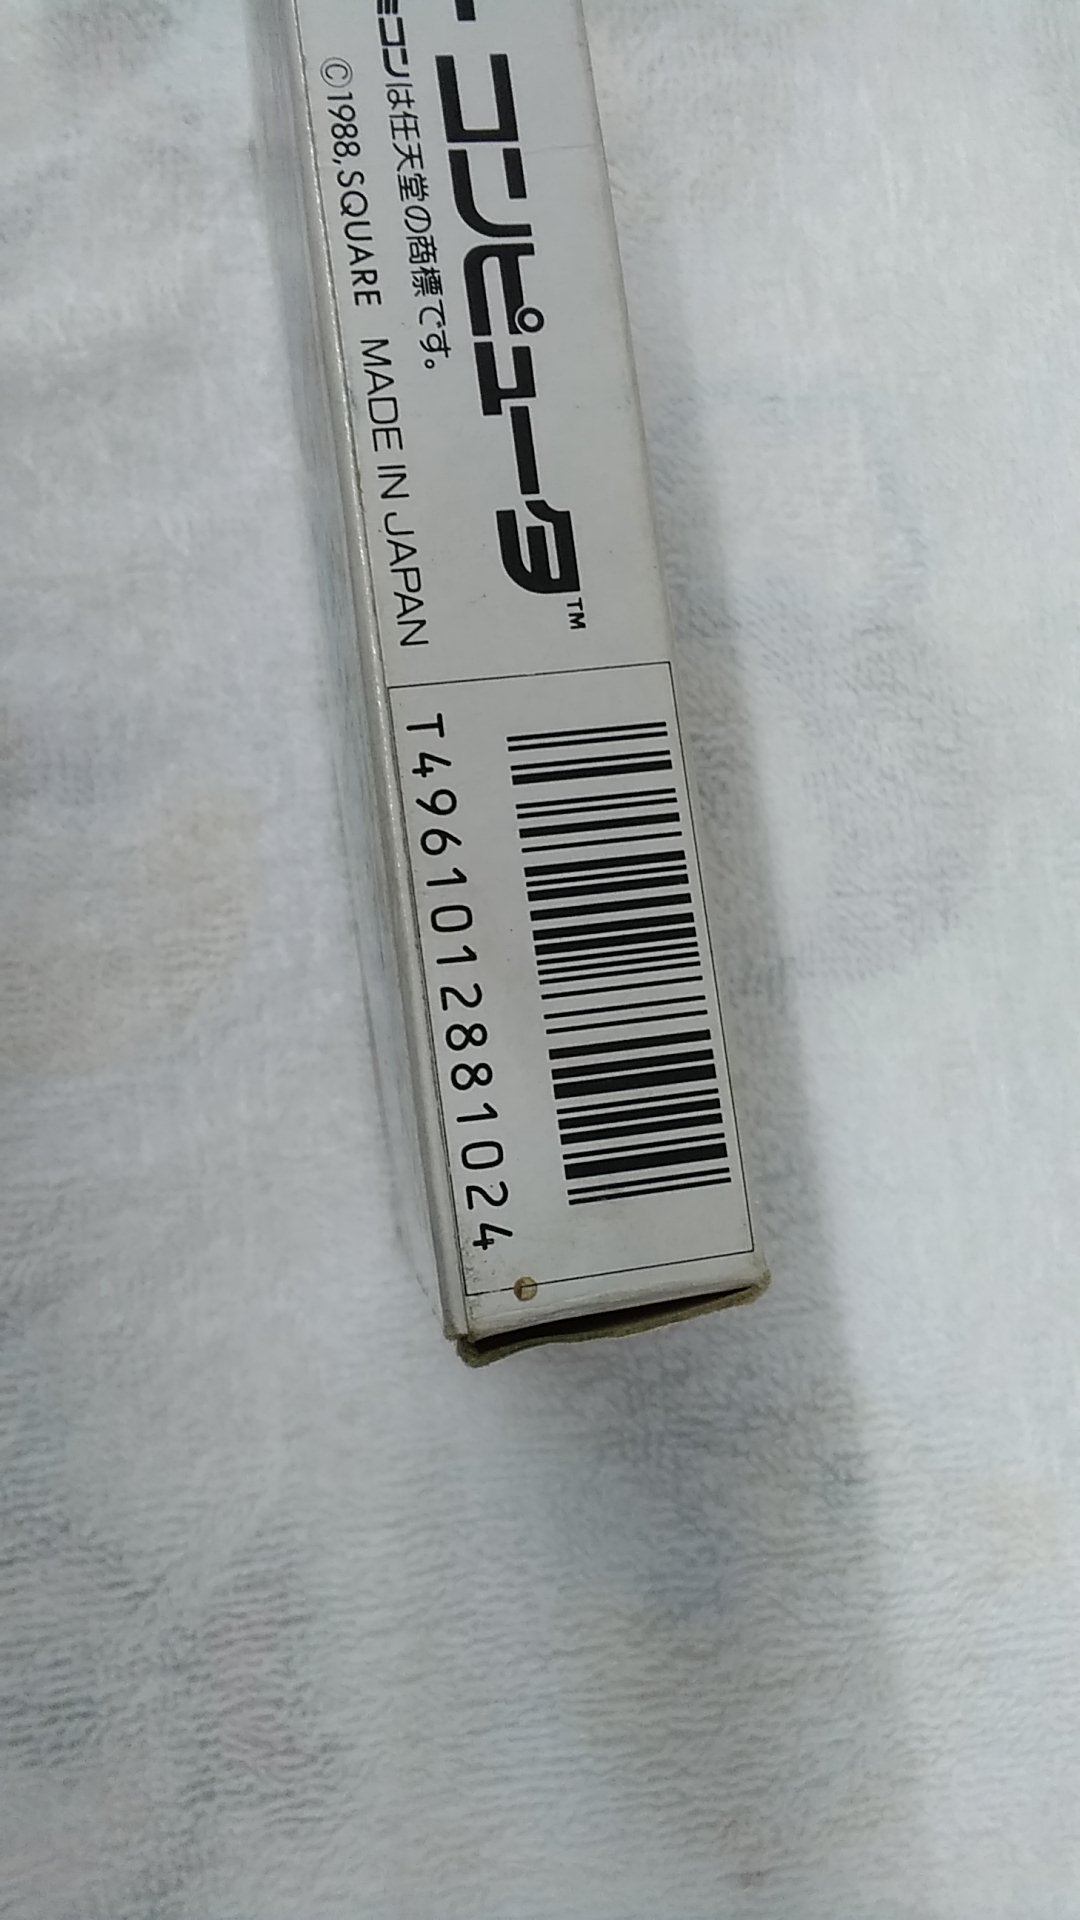 ーコンピュータ™
ミコンは任天堂の商標です。
©1988,SQUARE MADE IN JAPAN
T4961012881024